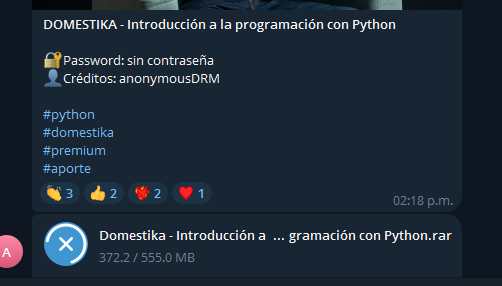 DOMESTIKA - Introducción a la programación con Python
🔐Password: sin contraseña
👤Créditos: anonymousDRM
#python
#domestika
#premium
#aporte
👏 3 👍 2 ❤️‍🔥 2 ❤️ 1
02:18 p.m.
A
Domestika - Introducción a ... gramación con Python.rar
372.2 / 555.0 MB